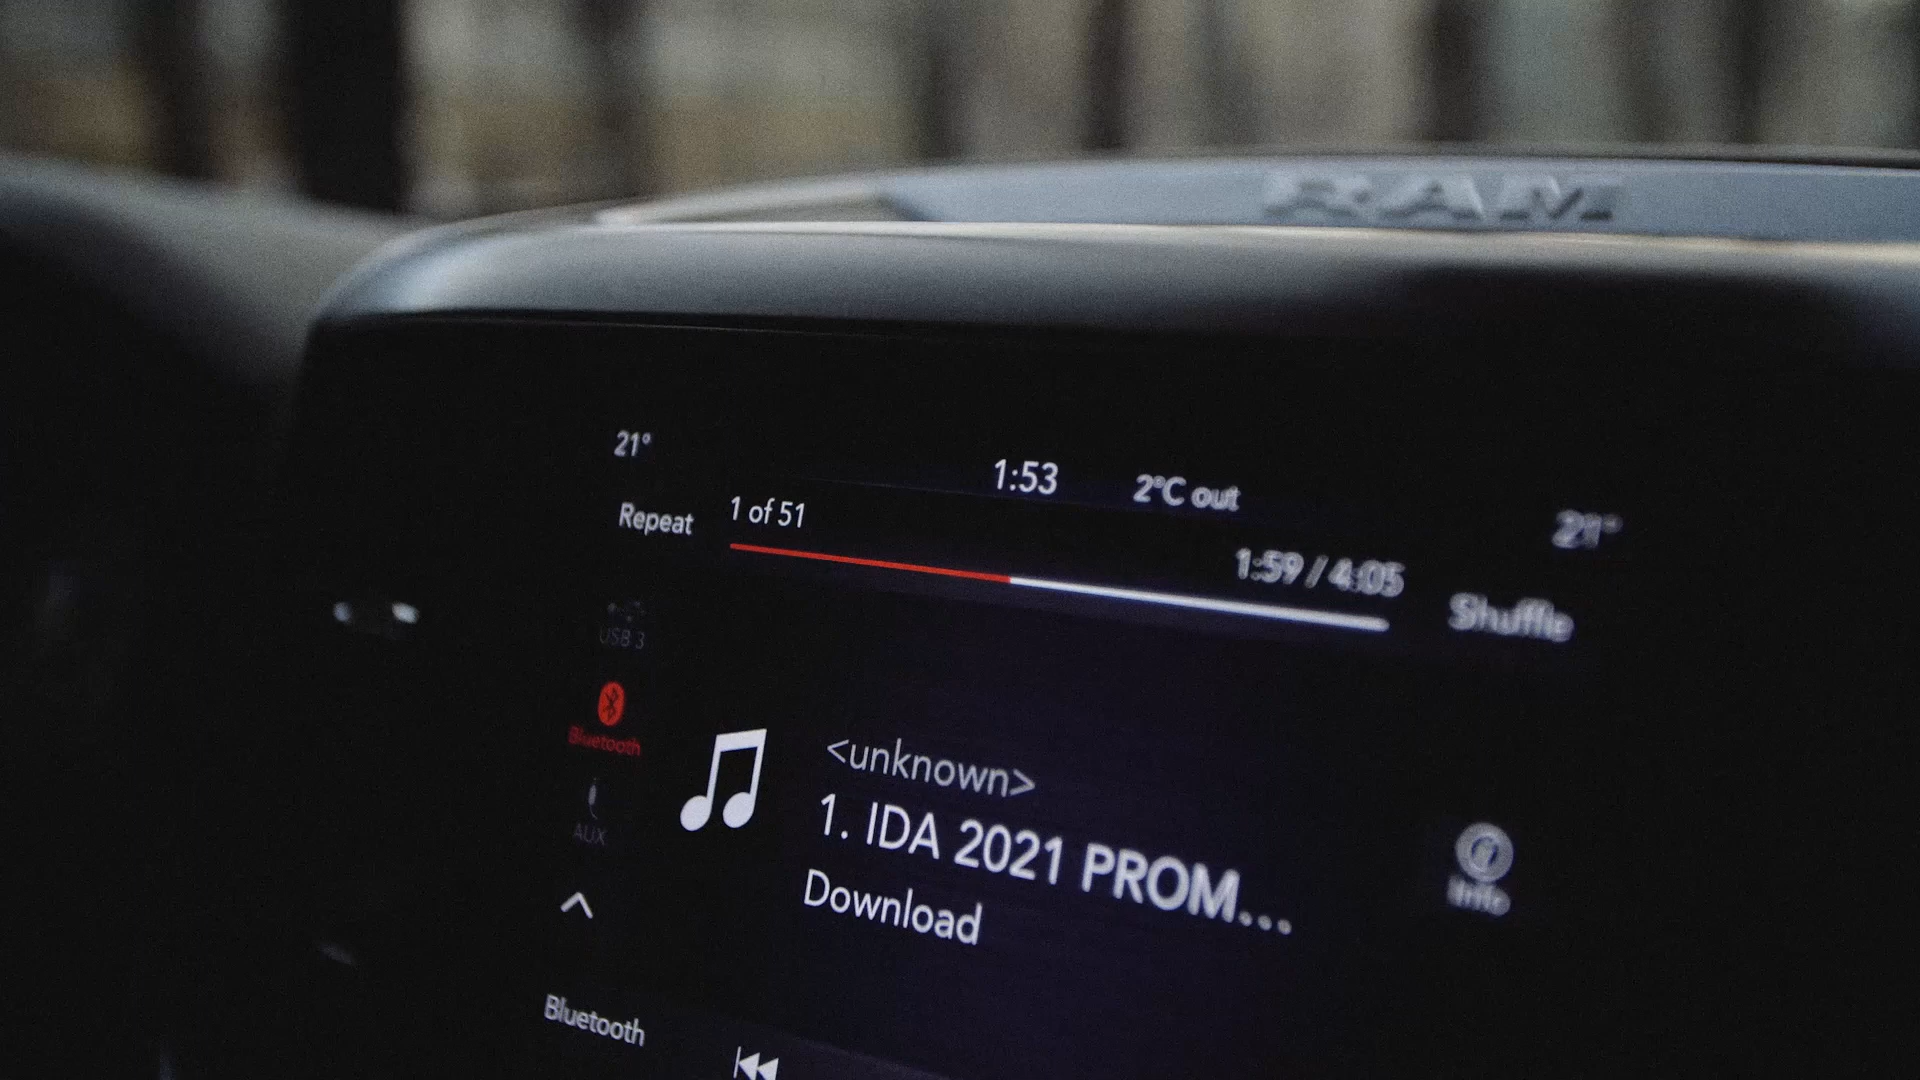 RAM
21°
1:53
2°C out
21°
Repeat
1 of 51
1:59 / 4:05
Shuffle
USB 3
Bluetooth
AUX
<unknown>
1. IDA 2021 PROM...
Download
Info
Bluetooth